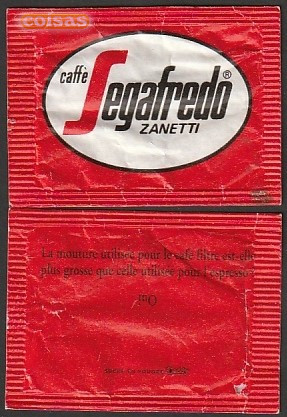 coisas
caffè
Segafredo®
ZANETTI
La mouture utilisée pour le café filtre est-elle
plus grosse que celle utilisée pour l'espresso?
Oui